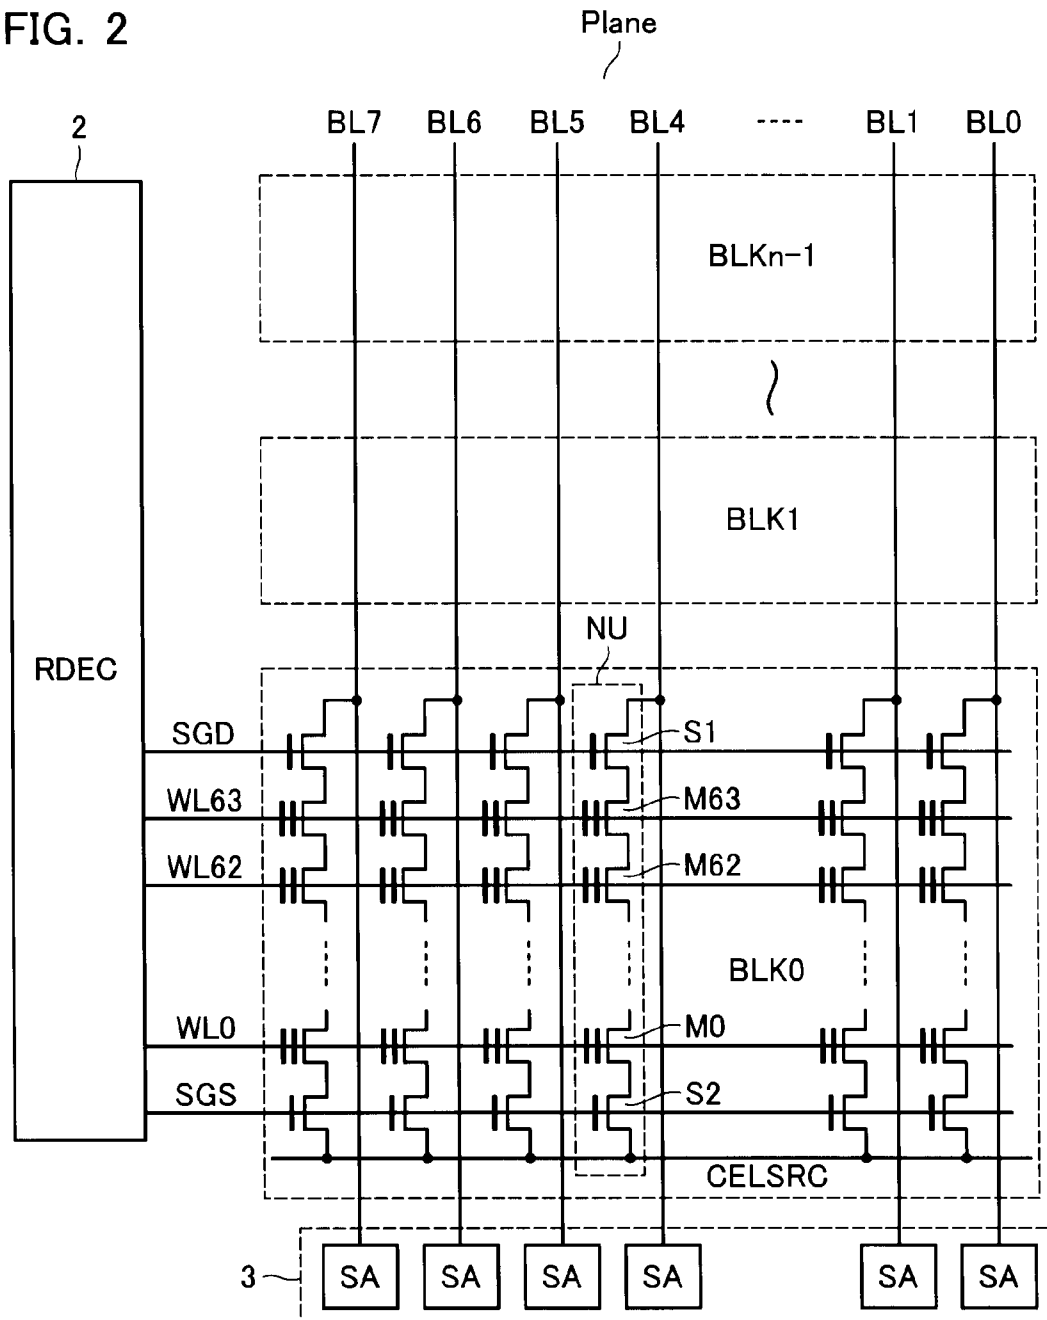 FIG. 2
Plane
2
BL7 BL6 BL5 BL4 ---- BL1 BL0
BLKn-1
BLK1
NU
RDEC
SGD
S1
WL63
M63
WL62
M62
BLK0
WL0
M0
SGS
S2
CELSRC
3
SA SA SA SA SA SA